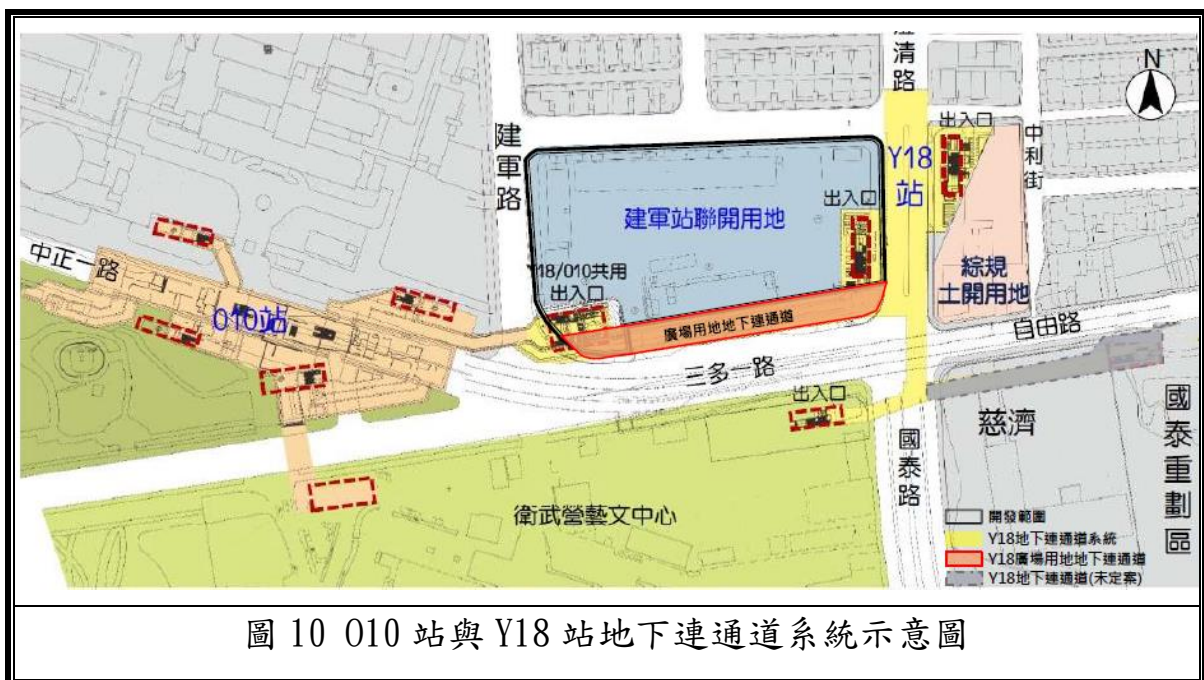 清路
N
出入口
中利街
建軍路
Y18站
出入口
建軍站聯開用地
綜規
土開用地
中正一路
Y18/O10共用
出入口
O10站
廣場用地地下連通道
自由路
三多一路
出入口
國泰重劃區
慈濟
國泰路
衛武營藝文中心
開發範圍
Y18地下連通道系統
Y18廣場用地地下連通道
Y18地下連通道(未定案)
圖 10 O10 站與 Y18 站地下連通道系統示意圖